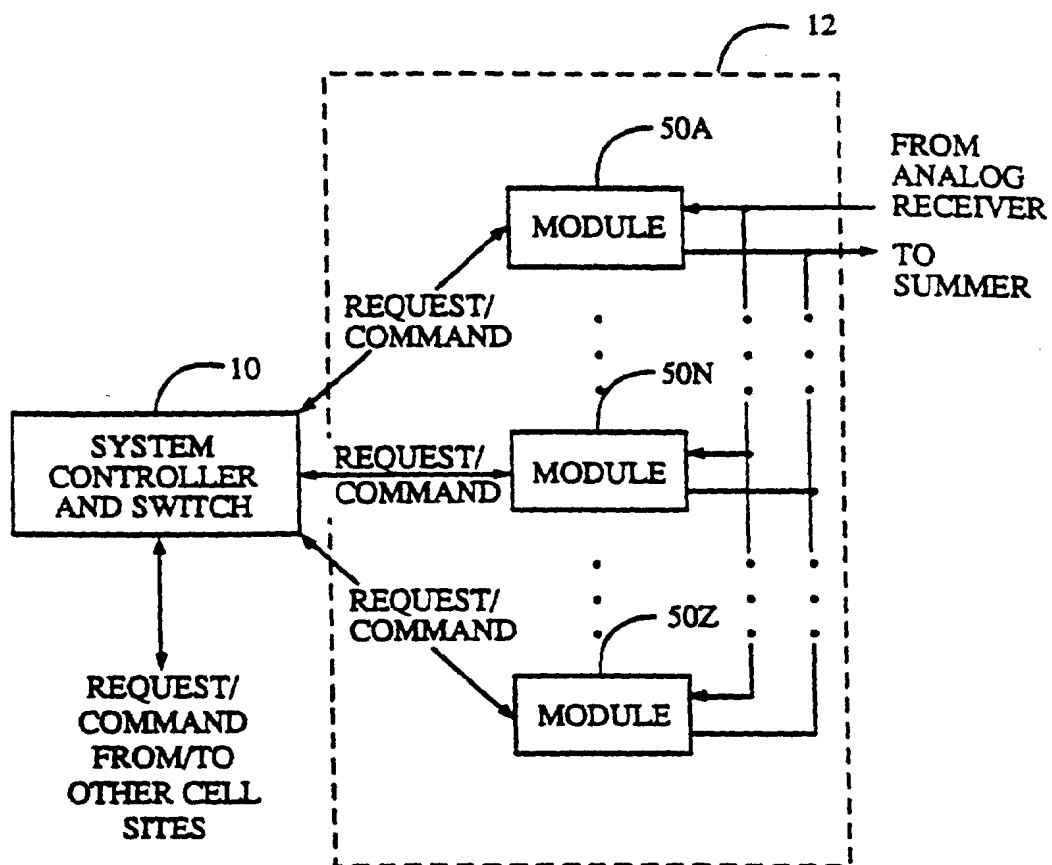 12
50A
FROM
ANALOG
RECEIVER
MODULE
TO
SUMMER
REQUEST/
COMMAND
10
50N
SYSTEM
CONTROLLER
AND SWITCH
REQUEST/
COMMAND
MODULE
REQUEST/
COMMAND
50Z
MODULE
REQUEST/
COMMAND
FROM/TO
OTHER CELL
SITES